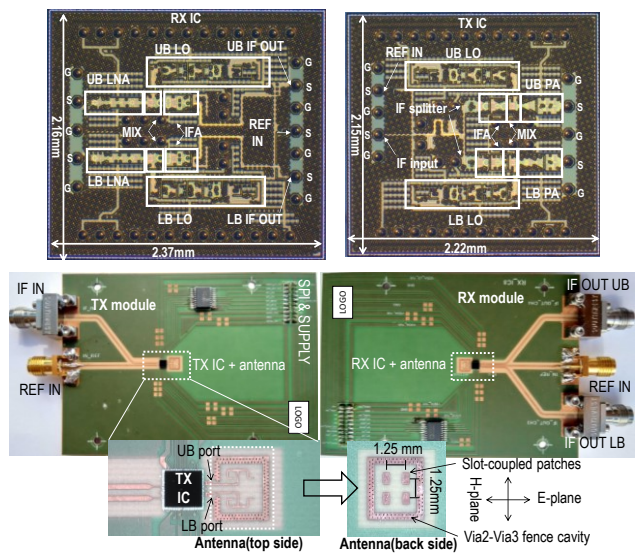 RX IC
UB LO
UB IF OUT
G
UB LNA
G
S
S
G
MIX
IFA
REF
IN
S
G
G
S
S
LB LNA
G
G
LB LO
LB IF OUT
2.16mm
2.37mm
TX IC
REF IN
UB LO
G
UB PA
G
S
S
G
IF splitter
IFA
MIX
G
S
IF input
S
G
LB PA
G
LB LO
2.15mm
2.22mm
IF IN
TX module
SPI & SUPPLY
REF IN
TX IC + antenna
LOGO
RX module
IF OUT UB
LOGO
RX IC + antenna
REF IN
IF OUT LB
UB port
TX
IC
LB port
Antenna(top side)
1.25 mm
1.25mm
Slot-coupled patches
H-plane
E-plane
Via2-Via3 fence cavity
Antenna(back side)